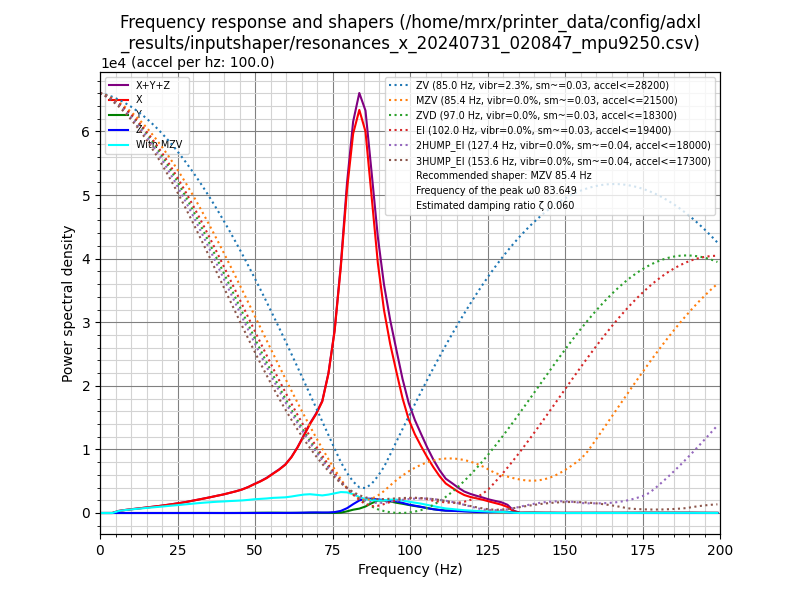 Frequency response and shapers (/home/mrx/printer_data/config/adxl
_results/inputshaper/resonances_x_20240731_020847_mpu9250.csv)
1e4 (accel per hz: 100.0)
X+Y+Z
X
Y
Z
With MZV
ZV (85.0 Hz, vibr=2.3%, sm~=0.03, accel<=28200)
MZV (85.4 Hz, vibr=0.0%, sm~=0.03, accel<=21500)
ZVD (97.0 Hz, vibr=0.0%, sm~=0.03, accel<=18300)
EI (102.0 Hz, vibr=0.0%, sm~=0.03, accel<=19400)
2HUMP_EI (127.4 Hz, vibr=0.0%, sm~=0.04, accel<=18000)
3HUMP_EI (153.6 Hz, vibr=0.0%, sm~=0.04, accel<=17300)
Recommended shaper: MZV 85.4 Hz
Frequency of the peak ω0 83.649
Estimated damping ratio ζ 0.060
Power spectral density
6
5
4
3
2
1
0
0 25 50 75 100 125 150 175 200
Frequency (Hz)